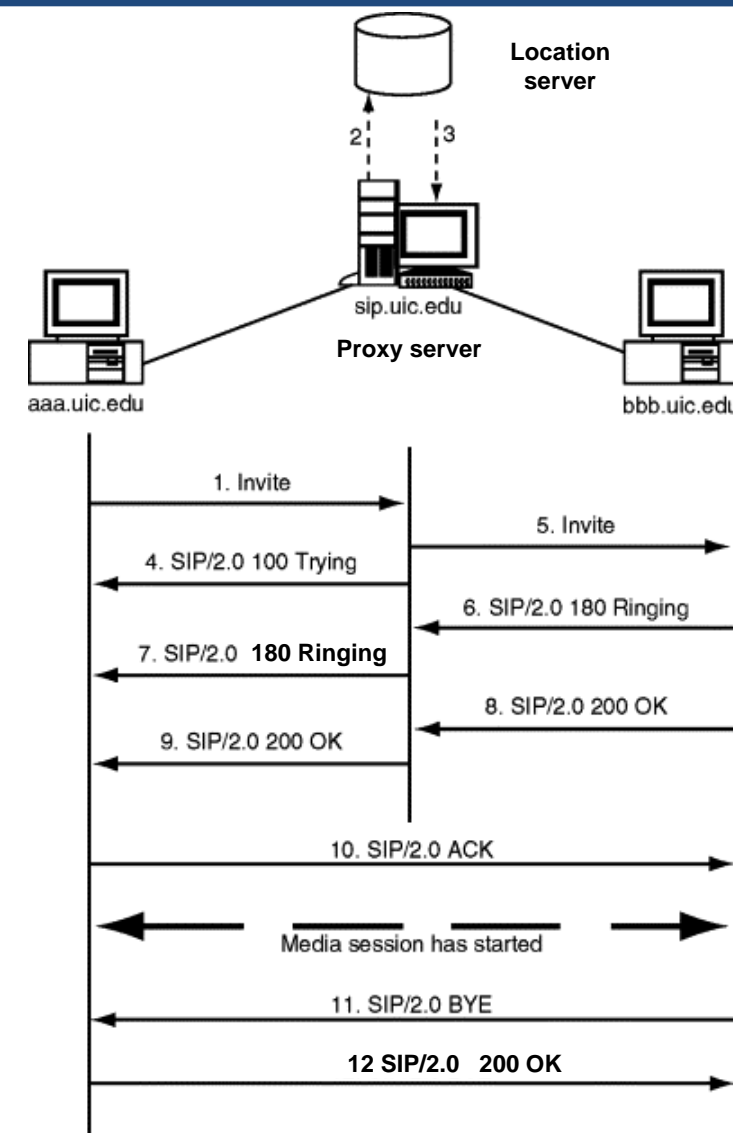 Location
server
2
3
sip.uic.edu
Proxy server
aaa.uic.edu
bbb.uic.edu
1. Invite
5. Invite
4. SIP/2.0 100 Trying
6. SIP/2.0 180 Ringing
7. SIP/2.0 180 Ringing
8. SIP/2.0 200 OK
9. SIP/2.0 200 OK
10. SIP/2.0 ACK
Media session has started
11. SIP/2.0 BYE
12 SIP/2.0 200 OK